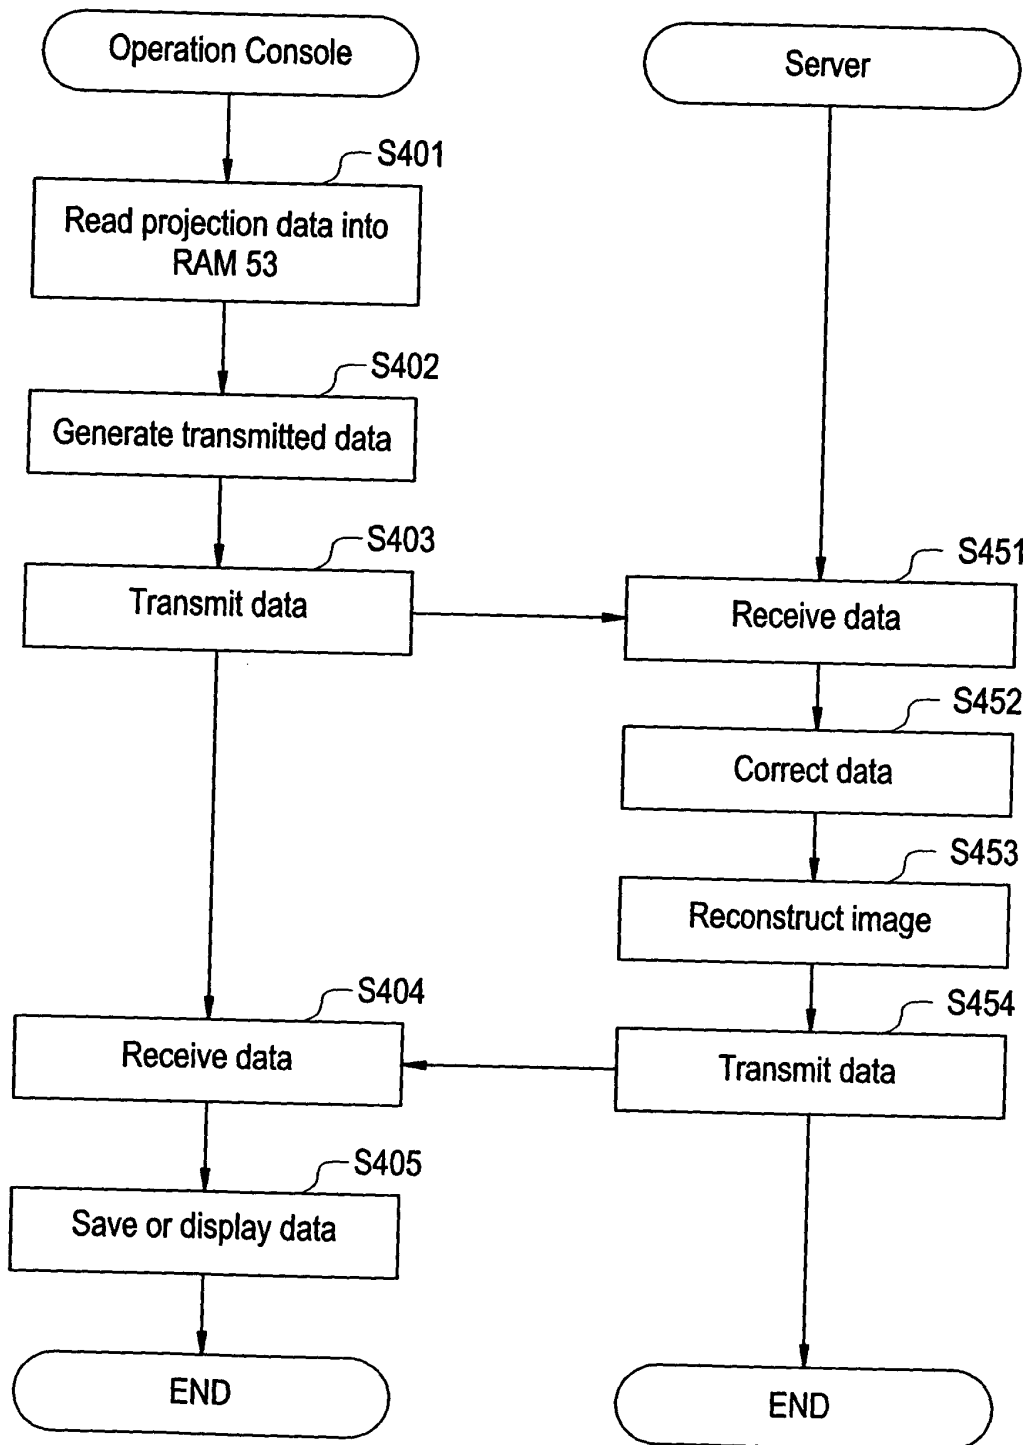 Operation Console
S401
Read projection data into
RAM 53
S402
Generate transmitted data
S403
Transmit data
S404
Receive data
S405
Save or display data
END
Server
S451
Receive data
S452
Correct data
S453
Reconstruct image
S454
Transmit data
END